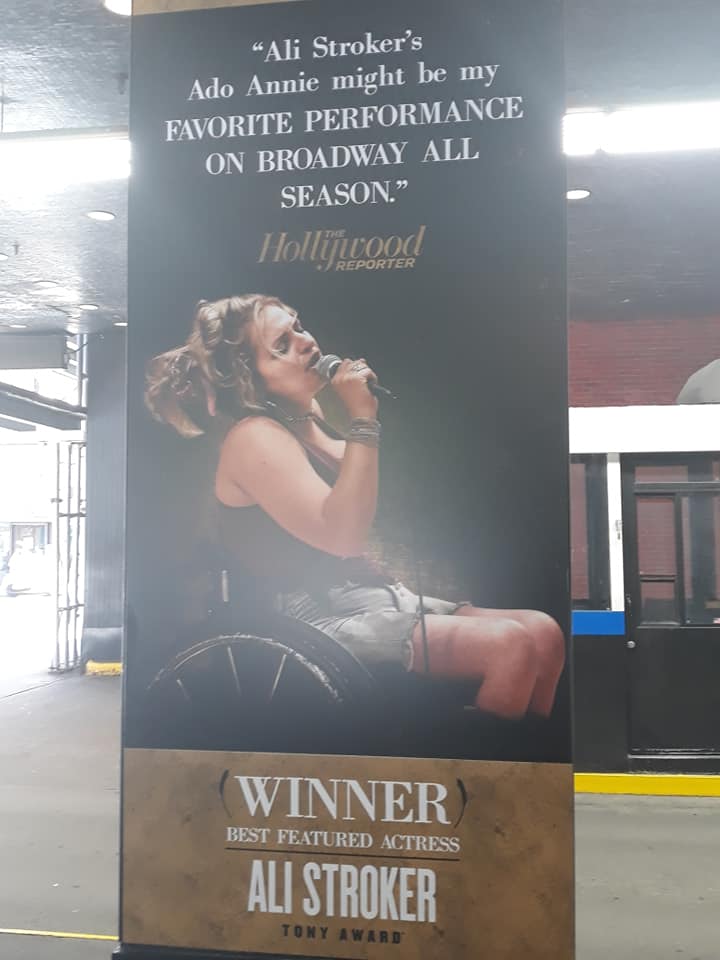 “Ali Stroker’s
Ado Annie might be my
FAVORITE PERFORMANCE
ON BROADWAY ALL
SEASON.”
THE
Hollywood
REPORTER
(WINNER)
BEST FEATURED ACTRESS
ALI STROKER
TONY AWARD